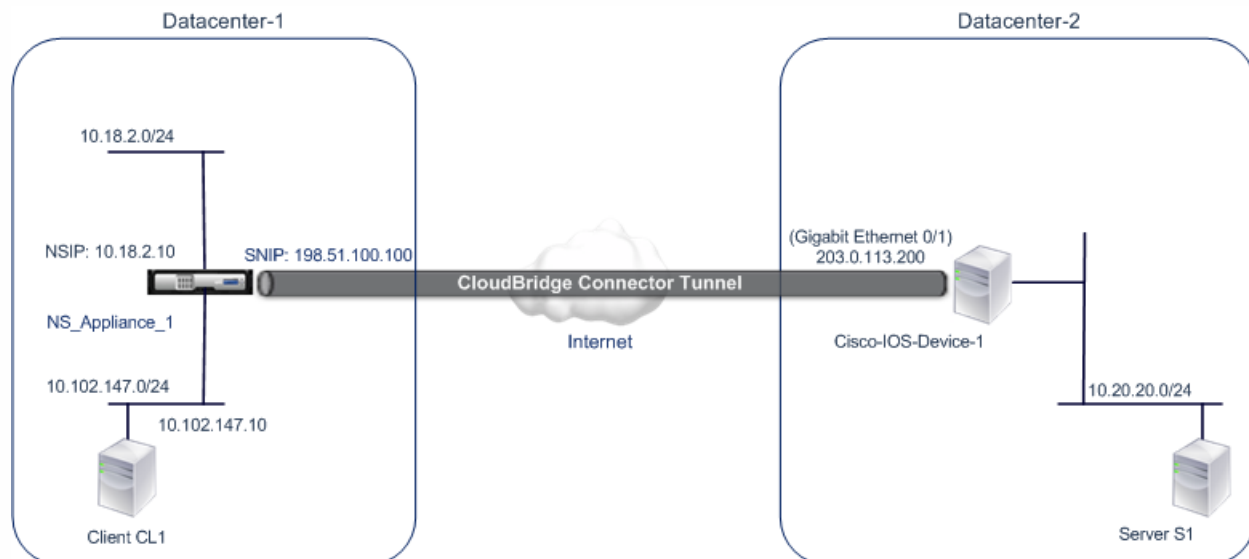 Datacenter-1
Datacenter-2
10.18.2.0/24
NSIP: 10.18.2.10
SNIP: 198.51.100.100
(Gigabit Ethernet 0/1)
203.0.113.200
CloudBridge Connector Tunnel
NS_Appliance_1
Internet
Cisco-IOS-Device-1
10.102.147.0/24
10.102.147.10
10.20.20.0/24
Client CL1
Server S1